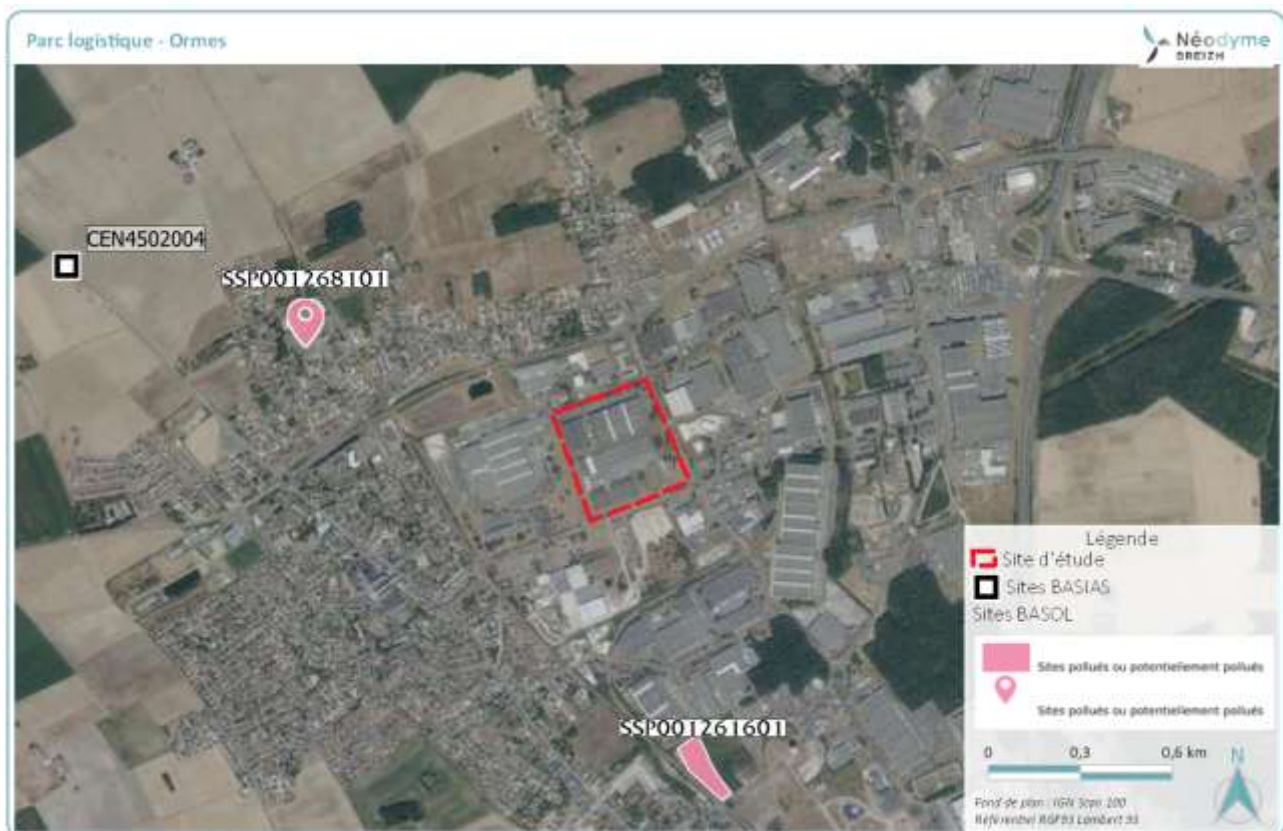 Parc logistique - Ormes
Néodyme
BREIZH
CEN4502004
SSP001268101
SSP001261601
Légende
Site d'étude
Sites BASIAS
Sites BASOL
Sites pollués ou potentiellement pollués
Sites pollués ou potentiellement pollués
0 0,3 0,6 km
N
Fond de plan : IGN Scan 100
Référentiel RGF93 Lambert 93